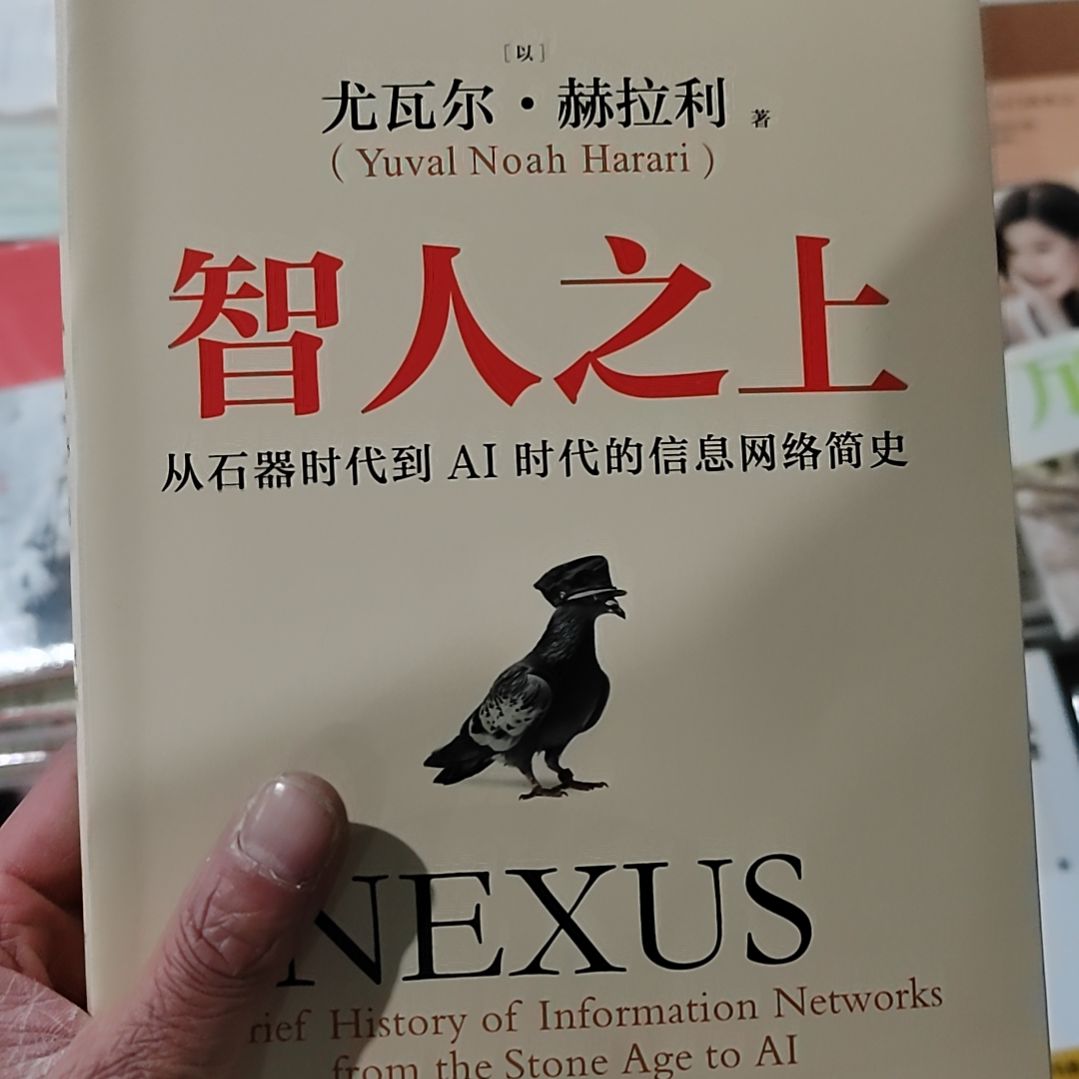 [以]
尤瓦尔·赫拉利 著
(Yuval Noah Harari)
智人之上
从石器时代到 AI 时代的信息网络简史
NEXUS
rief History of Information Networks
from the Stone Age to AI